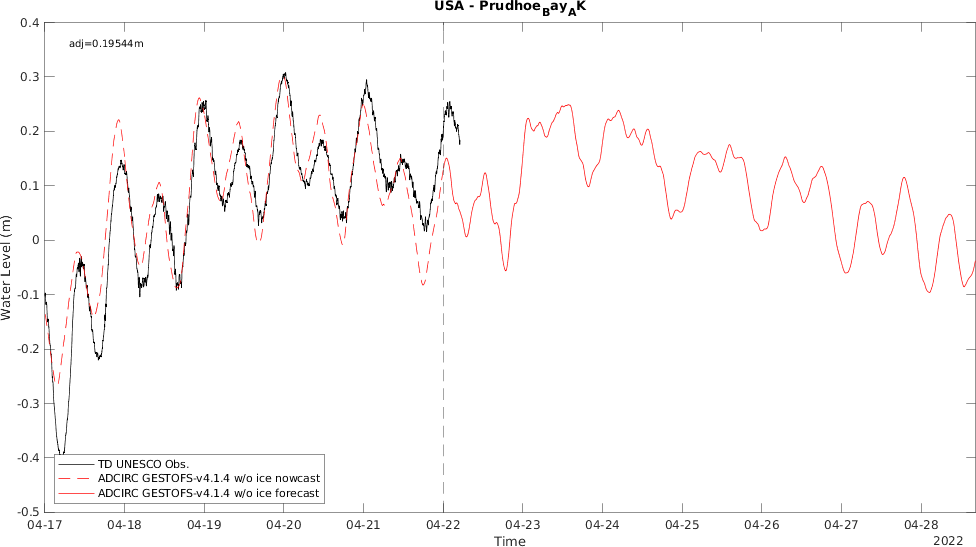 USA - Prudhoe_Bay_AK
adj=0.19544m
0.4
0.3
0.2
0.1
0
-0.1
-0.2
-0.3
-0.4
-0.5
Water Level (m)
TD UNESCO Obs.
ADCIRC GESTOFS-v4.1.4 w/o ice nowcast
ADCIRC GESTOFS-v4.1.4 w/o ice forecast
04-17 04-18 04-19 04-20 04-21 04-22 04-23 04-24 04-25 04-26 04-27 04-28
Time
2022